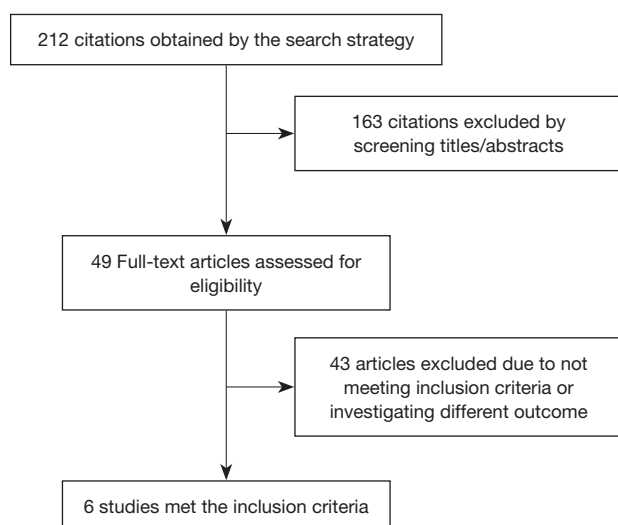 212 citations obtained by the search strategy
163 citations excluded by
screening titles/abstracts
49 Full-text articles assessed for
eligibility
43 articles excluded due to not
meeting inclusion criteria or
investigating different outcome
6 studies met the inclusion criteria